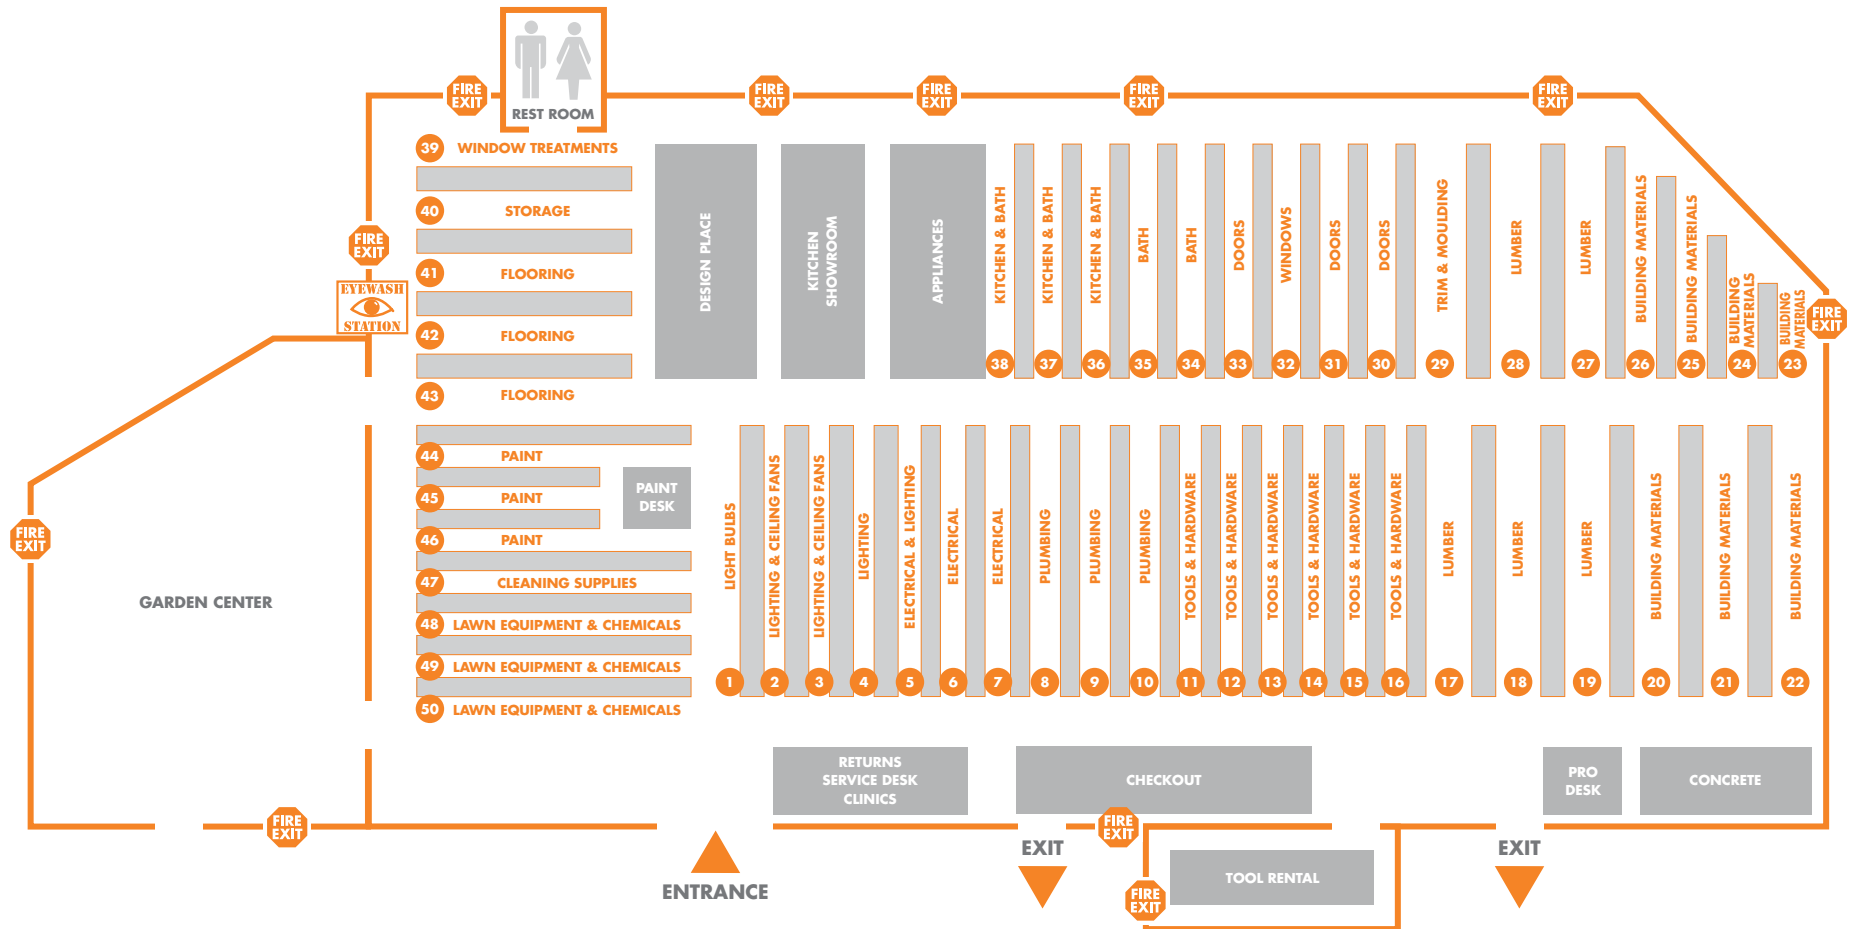 FIRE
EXIT
REST ROOM
FIRE
EXIT
FIRE
EXIT
FIRE
EXIT
FIRE
EXIT
39 WINDOW TREATMENTS
40 STORAGE
41 FLOORING
42 FLOORING
43 FLOORING
FIRE
EXIT
EYEWASH
STATION
DESIGN PLACE
KITCHEN
SHOWROOM
APPLIANCES
KITCHEN & BATH
38
KITCHEN & BATH
37
KITCHEN & BATH
36
BATH
35
BATH
34
DOORS
33
WINDOWS
32
DOORS
31
DOORS
30
TRIM & MOULDING
29
LUMBER
28
LUMBER
27
BUILDING MATERIALS
26
BUILDING MATERIALS
25
BUILDING
MATERIALS
24
BUILDING
MATERIALS
23
FIRE
EXIT
44 PAINT
45 PAINT
46 PAINT
47 CLEANING SUPPLIES
48 LAWN EQUIPMENT & CHEMICALS
49 LAWN EQUIPMENT & CHEMICALS
50 LAWN EQUIPMENT & CHEMICALS
PAINT
DESK
FIRE
EXIT
GARDEN CENTER
LIGHT BULBS
1
LIGHTING & CEILING FANS
2
LIGHTING & CEILING FANS
3
LIGHTING
4
ELECTRICAL & LIGHTING
5
ELECTRICAL
6
ELECTRICAL
7
PLUMBING
8
PLUMBING
9
PLUMBING
10
TOOLS & HARDWARE
11
TOOLS & HARDWARE
12
TOOLS & HARDWARE
13
TOOLS & HARDWARE
14
TOOLS & HARDWARE
15
TOOLS & HARDWARE
16
LUMBER
17
LUMBER
18
LUMBER
19
BUILDING MATERIALS
20
BUILDING MATERIALS
21
BUILDING MATERIALS
22
RETURNS
SERVICE DESK
CLINICS
CHECKOUT
PRO
DESK
CONCRETE
FIRE
EXIT
FIRE
EXIT
ENTRANCE
EXIT
EXIT
TOOL RENTAL
FIRE
EXIT